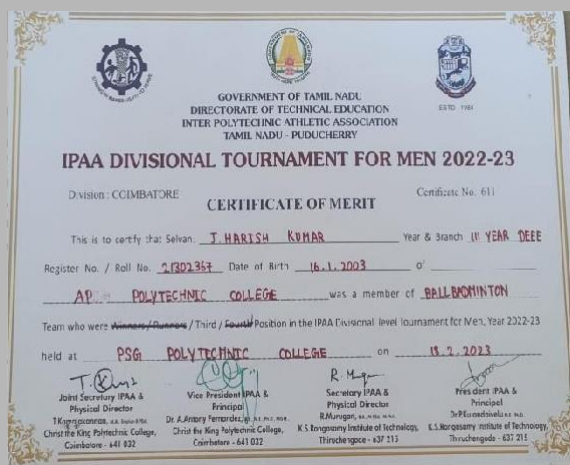 GOVERNMENT OF TAMIL NADU
DIRECTORATE OF TECHNICAL EDUCATION
INTER POLYTECHNIC ATHLETIC ASSOCIATION
TAMIL NADU - PUDUCHERRY
ESTD - 1961
IPAA DIVISIONAL TOURNAMENT FOR MEN 2022-23
Division : COIMBATORE
Certificate No. 611
CERTIFICATE OF MERIT
This is to certify that Selvan. J. HARISH KUMAR Year & Branch YEAR DEEE
Register No. / Roll No. 21302367 Date of Birth 16.1.2003 of
AP POLYTECHNIC COLLEGE was a member of BALLBADMINTON
Team who were Winners / Runners / Third / Fourth Position in the IPAA Divisional level Tournament for Men, Year 2022-23
held at PSG POLYTECHNIC COLLEGE on 18.2.2023
Joint Secretary IPAA &
Physical Director
Christ the King Polytechnic College,
Coimbatore - 641 032
Vice President IPAA &
Principal
Dr. A. Antony Fernandez,
Christ the King Polytechnic College,
Coimbatore - 641 032
Secretary IPAA &
Physical Director
R.Murugan,
K.S.Rangasamy Institute of Technology,
Tiruchengode - 637 215
President IPAA &
Principal
K.S.Rangasamy Institute of Technology,
Tiruchengode - 637 215